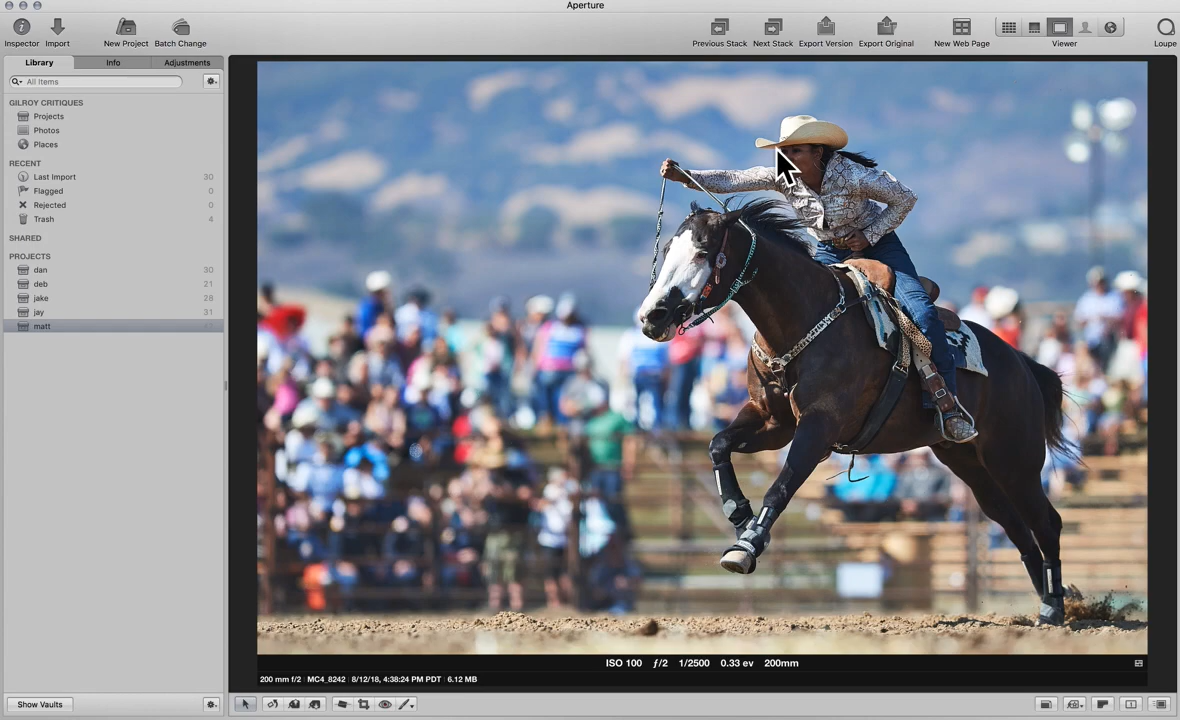 Aperture
Inspector Import New Project Batch Change Previous Stack Next Stack Export Version Export Original New Web Page Viewer Loupe
Library Info Adjustments
All Items
GILROY CRITIQUES
Projects
Photos
Places
RECENT
Last Import 30
Flagged 0
Rejected 0
Trash 4
SHARED
PROJECTS
dan 30
deb 21
jake 28
jay 31
matt
ISO 100 ƒ/2 1/2500 0.33 ev 200mm
200 mm f/2 MC4_8242 8/12/18, 4:38:24 PM PDT 6.12 MB
Show Vaults